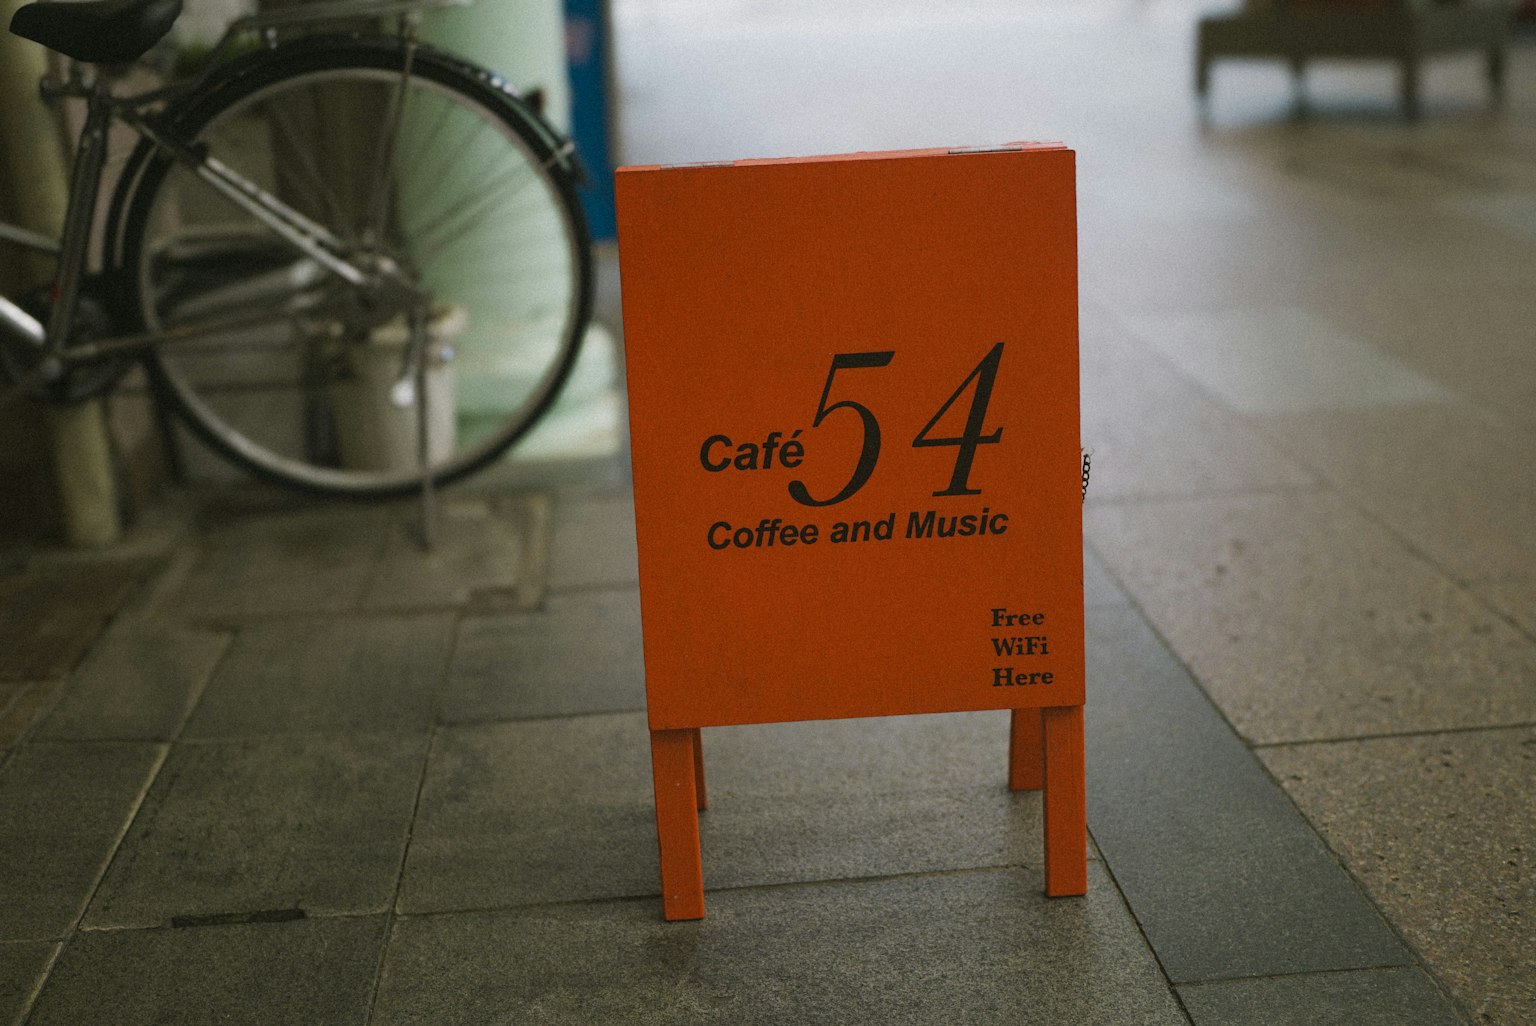 Café 54
Coffee and Music
Free
WiFi
Here